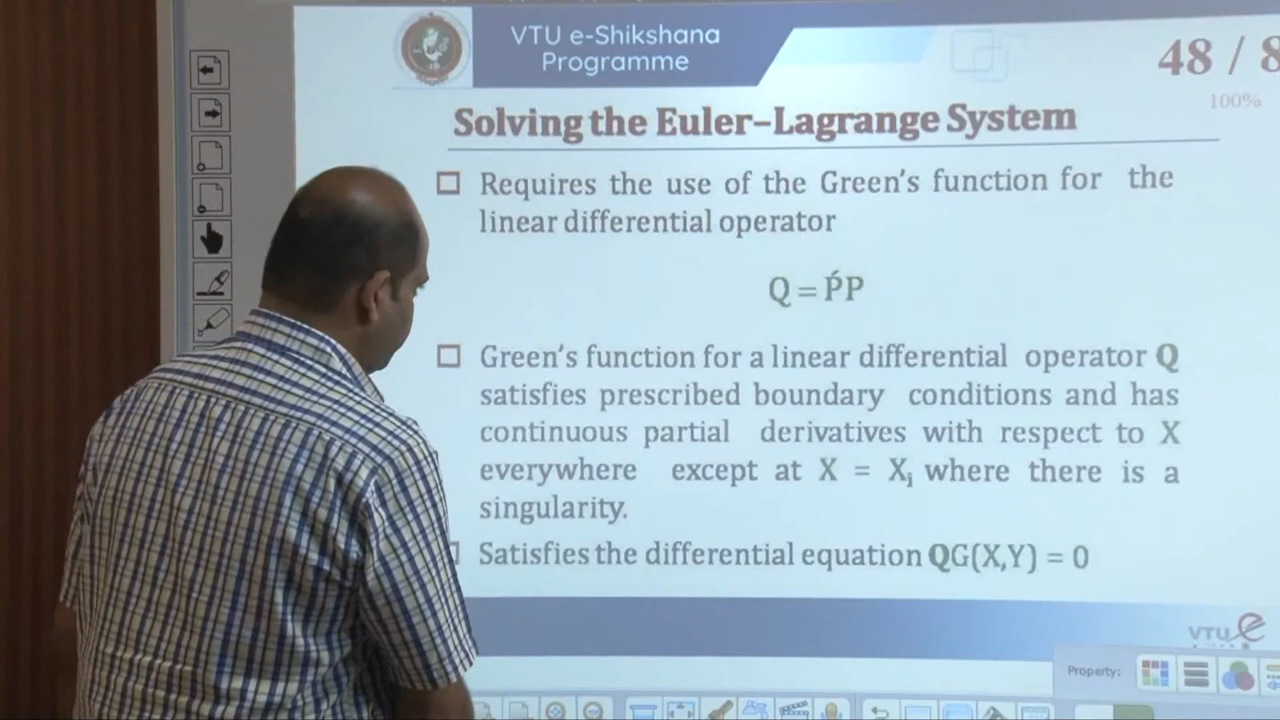 VTU e-Shikshana
Programme
48 / 8
100%
Solving the Euler–Lagrange System
Requires the use of the Green's function for the
linear differential operator
Q = ṔP
Green's function for a linear differential operator Q
satisfies prescribed boundary conditions and has
continuous partial derivatives with respect to X
everywhere except at X = Xᵢ where there is a
singularity.
Satisfies the differential equation QG(X,Y) = 0
VTU e
Property: